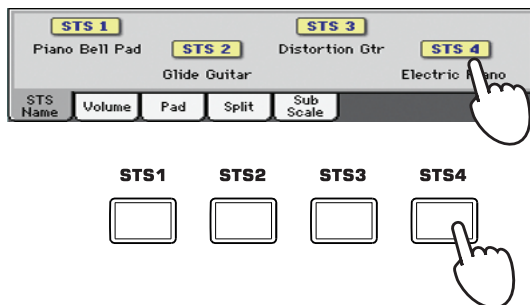 STS 1 STS 3
Piano Bell Pad STS 2 Distortion Gtr STS 4
Glide Guitar Electric
STS Name Volume Pad Split Sub Scale
STS1 STS2 STS3 STS4